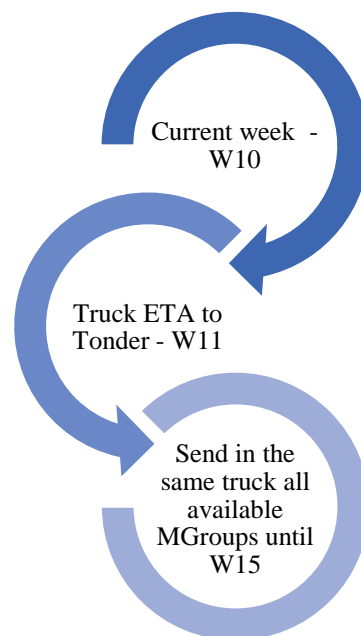 Current week  -
W10
Truck ETA to
Tonder - W11
Send in the
same truck all
available
MGroups until
W15